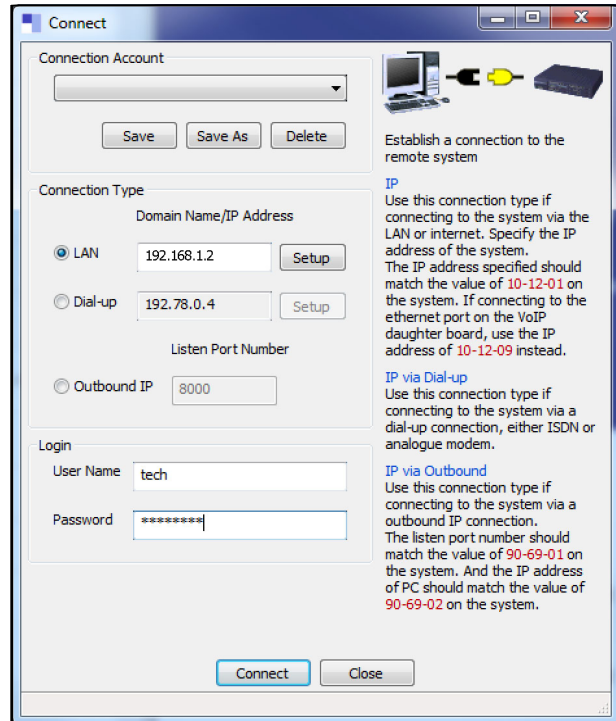 Connect
Connection Account
Save Save As Delete
Connection Type
Domain Name/IP Address
LAN 192.168.1.2 Setup
Dial-up 192.78.0.4 Setup
Listen Port Number
Outbound IP 8000
Login
User Name tech
Password ********
Establish a connection to the
remote system
IP
Use this connection type if
connecting to the system via the
LAN or internet. Specify the IP
address of the system.
The IP address specified should
match the value of 10-12-01 on
the system. If connecting to the
ethernet port on the VoIP
daughter board, use the IP
address of 10-12-09 instead.
IP via Dial-up
Use this connection type if
connecting to the system via a
dial-up connection, either ISDN or
analogue modem.
IP via Outbound
Use this connection type if
connecting to the system via a
outbound IP connection.
The listen port number should
match the value of 90-69-01 on
the system. And the IP address
of PC should match the value of
90-69-02 on the system.
Connect Close